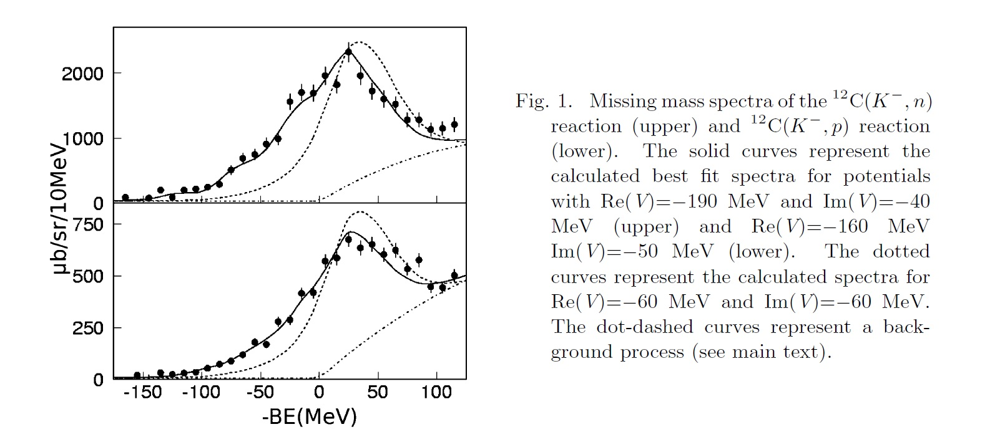 2000
1000
0
750
500
250
0
-150 -100 -50 0 50 100
-BE(MeV)
μb/sr/10MeV
Fig. 1. Missing mass spectra of the ¹²C(K⁻, n)
reaction (upper) and ¹²C(K⁻, p) reaction
(lower). The solid curves represent the
calculated best fit spectra for potentials
with Re(V)=−190 MeV and Im(V)=−40
MeV (upper) and Re(V)=−160 MeV
Im(V)=−50 MeV (lower). The dotted
curves represent the calculated spectra for
Re(V)=−60 MeV and Im(V)=−60 MeV.
The dot-dashed curves represent a back-
ground process (see main text).